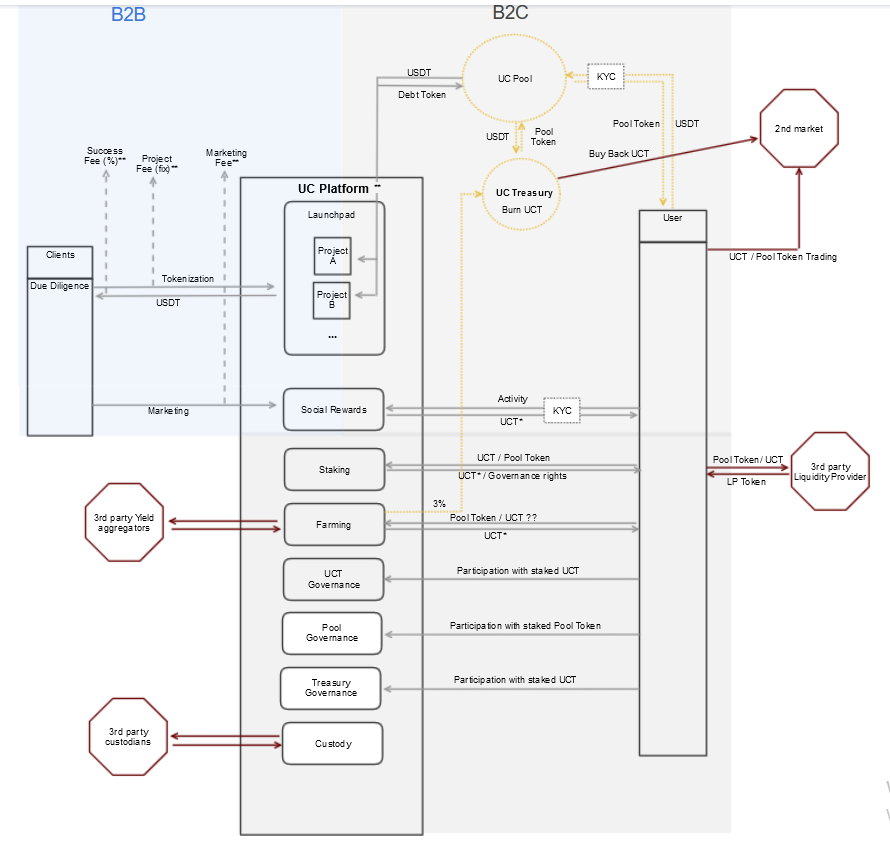 B2B
B2C
USDT
Debt Token
UC Pool
KYC
Pool Token
USDT
2nd market
USDT
Pool
Token
Buy Back UCT
Success
Fee (%)**
Project
Fee (fix)**
Marketing
Fee**
UC Platform **
UC Treasury
Burn UCT
Launchpad
User
Project
A
Clients
Due Diligence
Tokenization
USDT
Project
B
...
UCT / Pool Token Trading
Marketing
Social Rewards
Activity
UCT*
KYC
Staking
UCT / Pool Token
UCT* / Governance rights
Pool Token / UCT
LP Token
3rd party
Liquidity Provider
3%
3rd party Yield
aggregators
Farming
Pool Token / UCT ??
UCT*
UCT
Governance
Participation with staked UCT
Pool
Governance
Participation with staked Pool Token
Treasury
Governance
Participation with staked UCT
3rd party
custodians
Custody